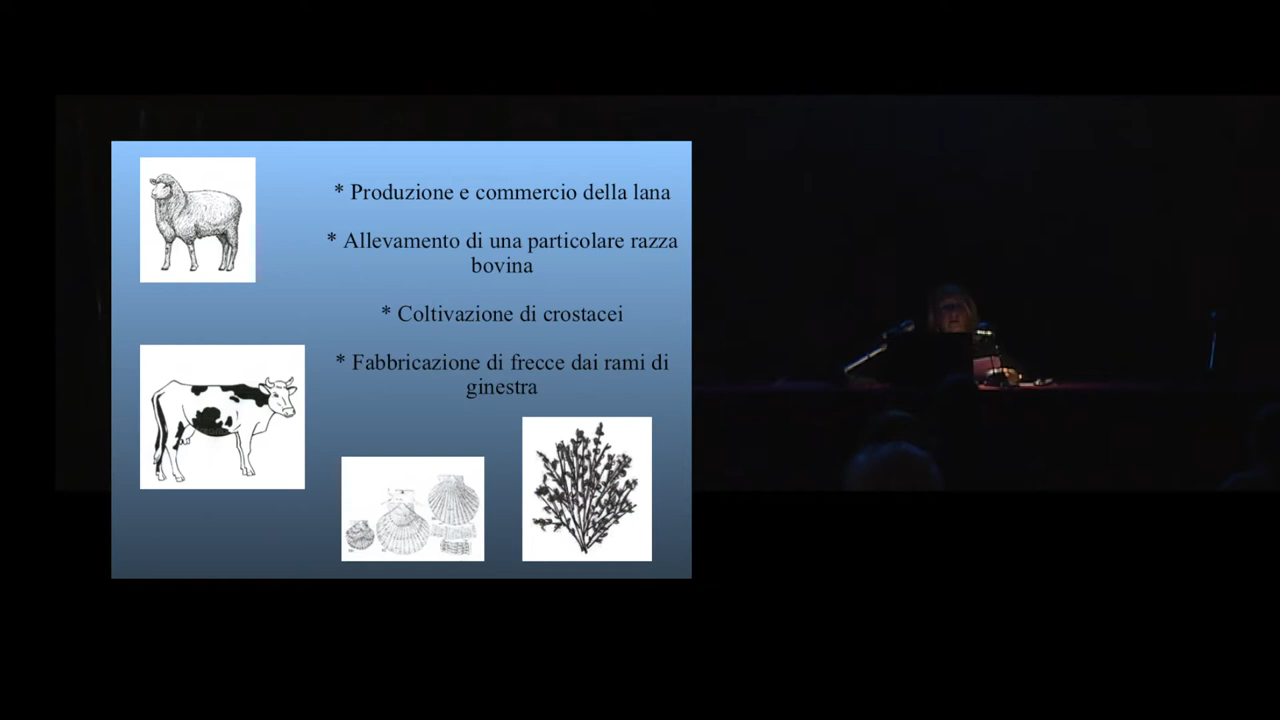 * Produzione e commercio della lana
* Allevamento di una particolare razza
bovina
* Coltivazione di crostacei
* Fabbricazione di frecce dai rami di
ginestra